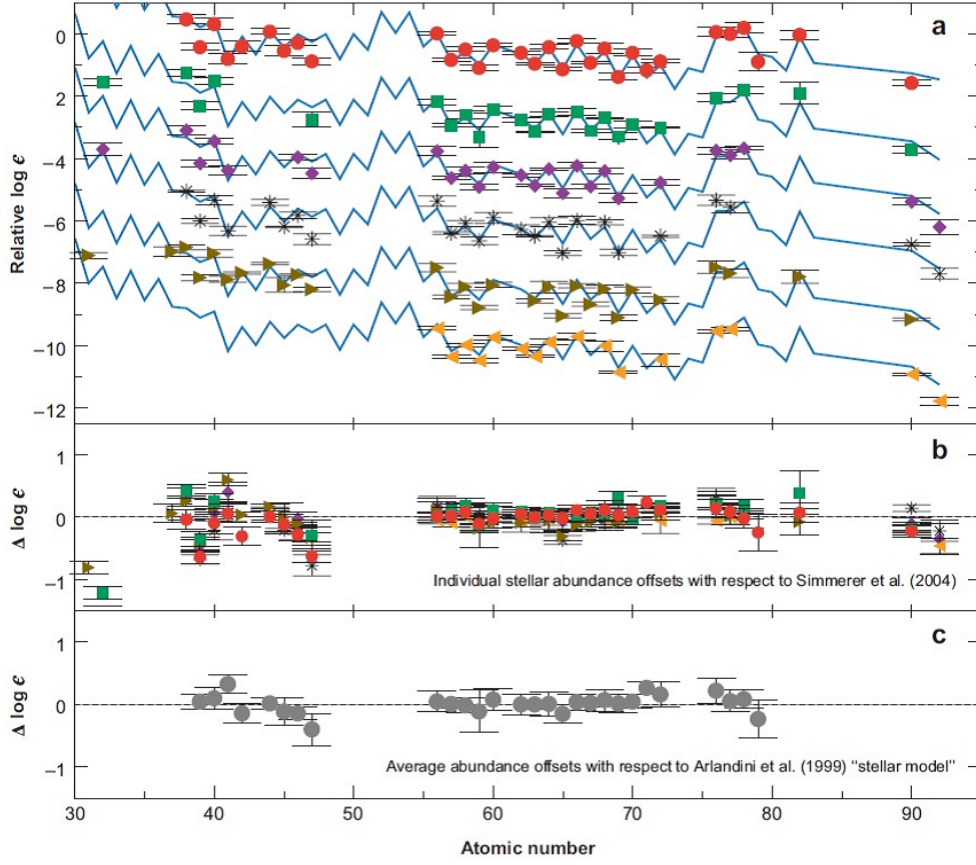 a
0
−2
−4
−6
−8
−10
−12
Relative log ϵ
b
1
0
−1
Δ log ϵ
Individual stellar abundance offsets with respect to Simmerer et al. (2004)
c
1
0
−1
Δ log ϵ
Average abundance offsets with respect to Arlandini et al. (1999) "stellar model"
30 40 50 60 70 80 90
Atomic number